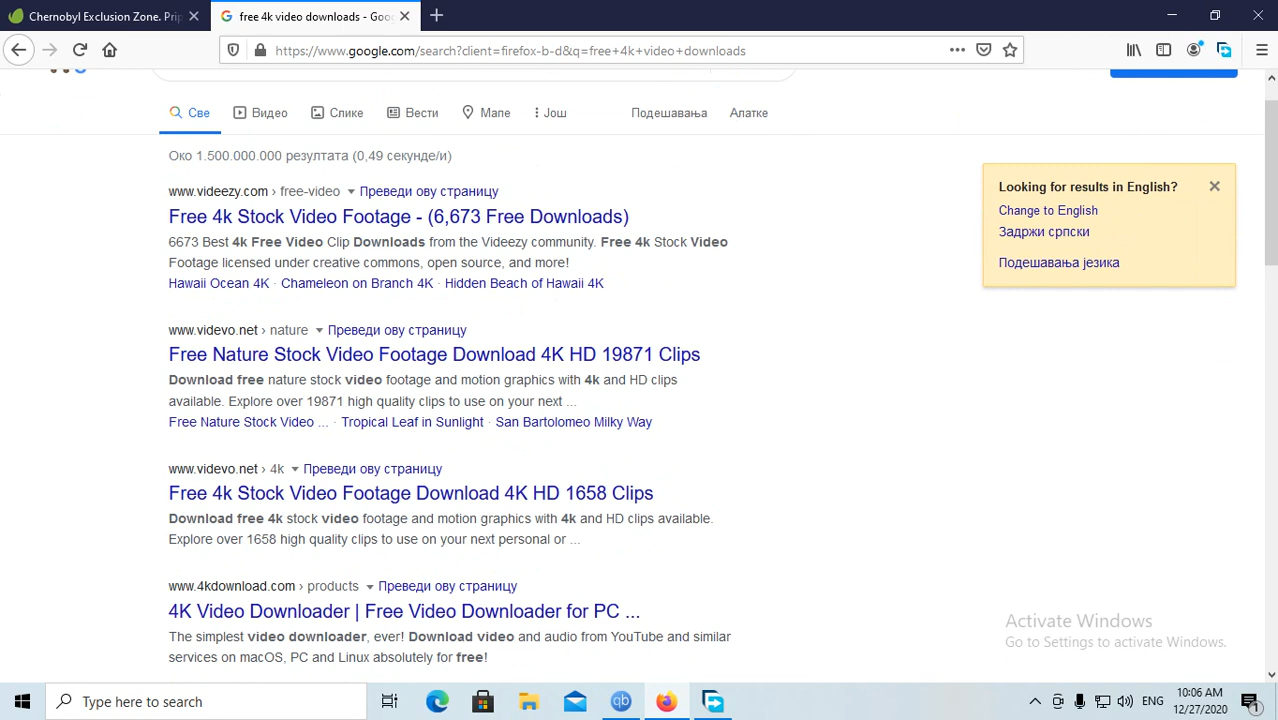 Chernobyl Exclusion Zone. Prip
free 4k video downloads - Goo
https://www.google.com/search?client=firefox-b-d&q=free+4k+video+downloads
Све
Видео
Слике
Вести
Мапе
Још
Подешавања
Алатке
Око 1.500.000.000 резултата (0,49 секунде/и)
www.videezy.com › free-video Преведи ову страницу
Free 4k Stock Video Footage - (6,673 Free Downloads)
6673 Best 4k Free Video Clip Downloads from the Videezy community. Free 4k Stock Video
Footage licensed under creative commons, open source, and more!
Hawaii Ocean 4K · Chameleon on Branch 4K · Hidden Beach of Hawaii 4K
www.videvo.net › nature Преведи ову страницу
Free Nature Stock Video Footage Download 4K HD 19871 Clips
Download free nature stock video footage and motion graphics with 4k and HD clips
available. Explore over 19871 high quality clips to use on your next ...
Free Nature Stock Video ... · Tropical Leaf in Sunlight · San Bartolomeo Milky Way
www.videvo.net › 4k Преведи ову страницу
Free 4k Stock Video Footage Download 4K HD 1658 Clips
Download free 4k stock video footage and motion graphics with 4k and HD clips available.
Explore over 1658 high quality clips to use on your next personal or ...
www.4kdownload.com › products Преведи ову страницу
4K Video Downloader | Free Video Downloader for PC ...
The simplest video downloader, ever! Download video and audio from YouTube and similar
services on macOS, PC and Linux absolutely for free!
Looking for results in English?
Change to English
Задржи српски
Подешавања језика
Activate Windows
Go to Settings to activate Windows.
Type here to search
qb
ENG
10:06 AM
12/27/2020
1